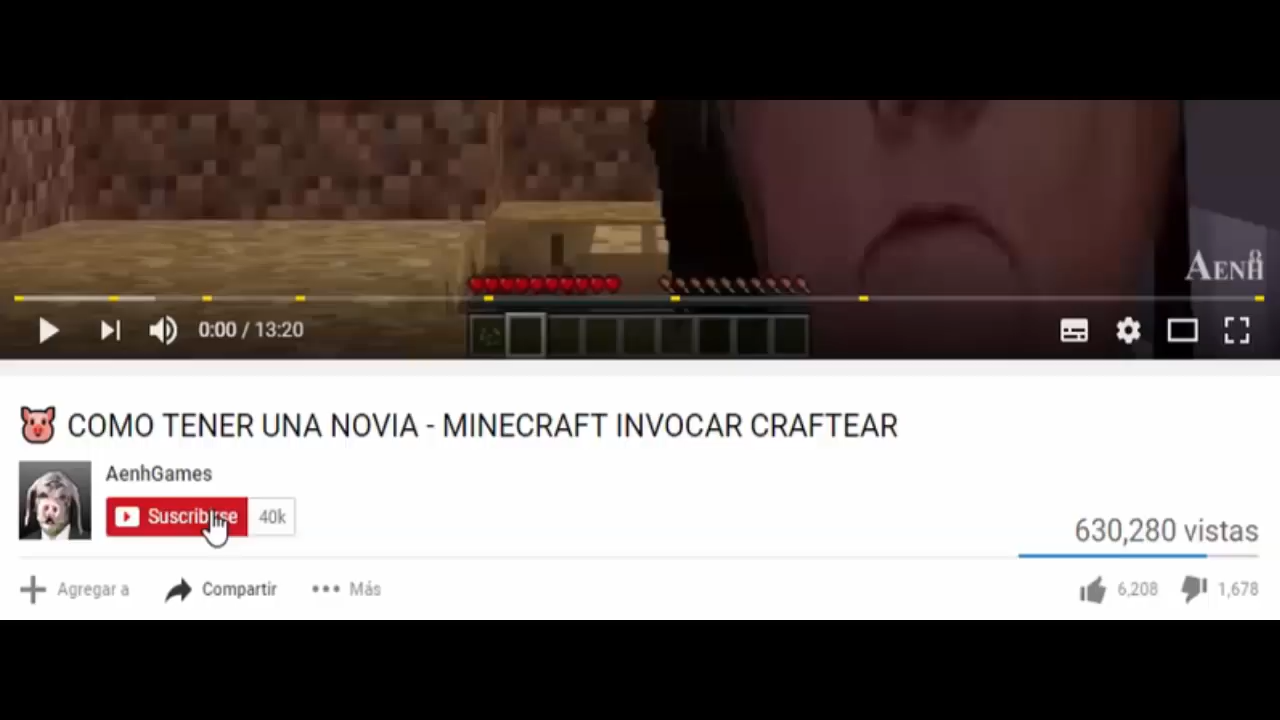 AENH
0:00 / 13:20
COMO TENER UNA NOVIA - MINECRAFT INVOCAR CRAFTEAR
AenhGames
Suscribirse 40k
630,280 vistas
Agregar a Compartir Más
6,208 1,678